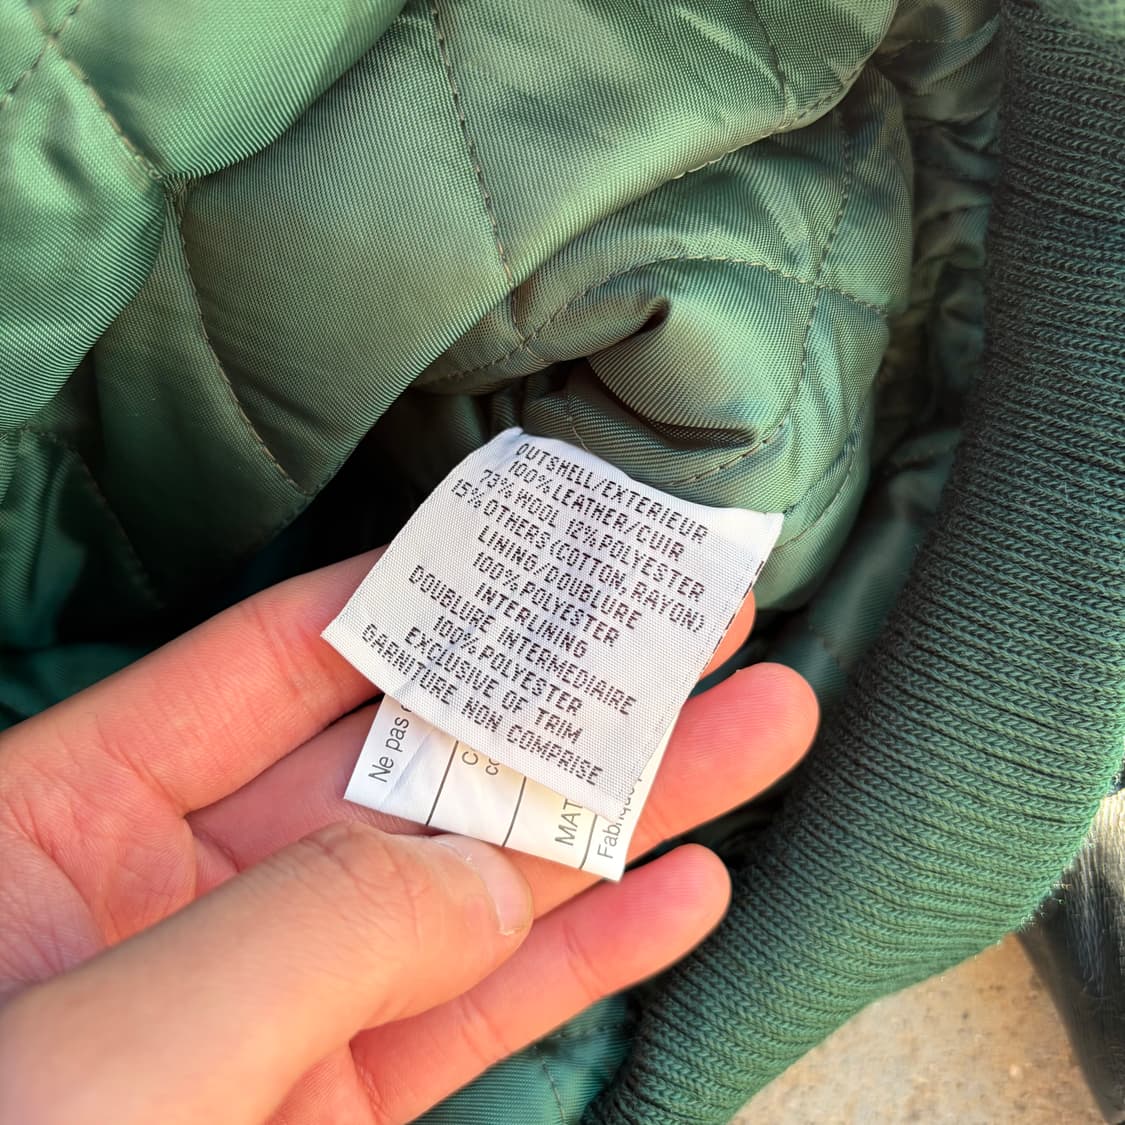 OUTSHELL/EXTERIEUR
100% LEATHER/CUIR
73% WOOL 12% POLYESTER
15% OTHERS (COTTON, RAYON)
LINING/DOUBLURE
100% POLYESTER
INTERLINING
DOUBLURE INTERMEDIAIRE
100% POLYESTER
EXCLUSIVE OF TRIM
GARNITURE NON COMPRISE
Ne pas
MAT